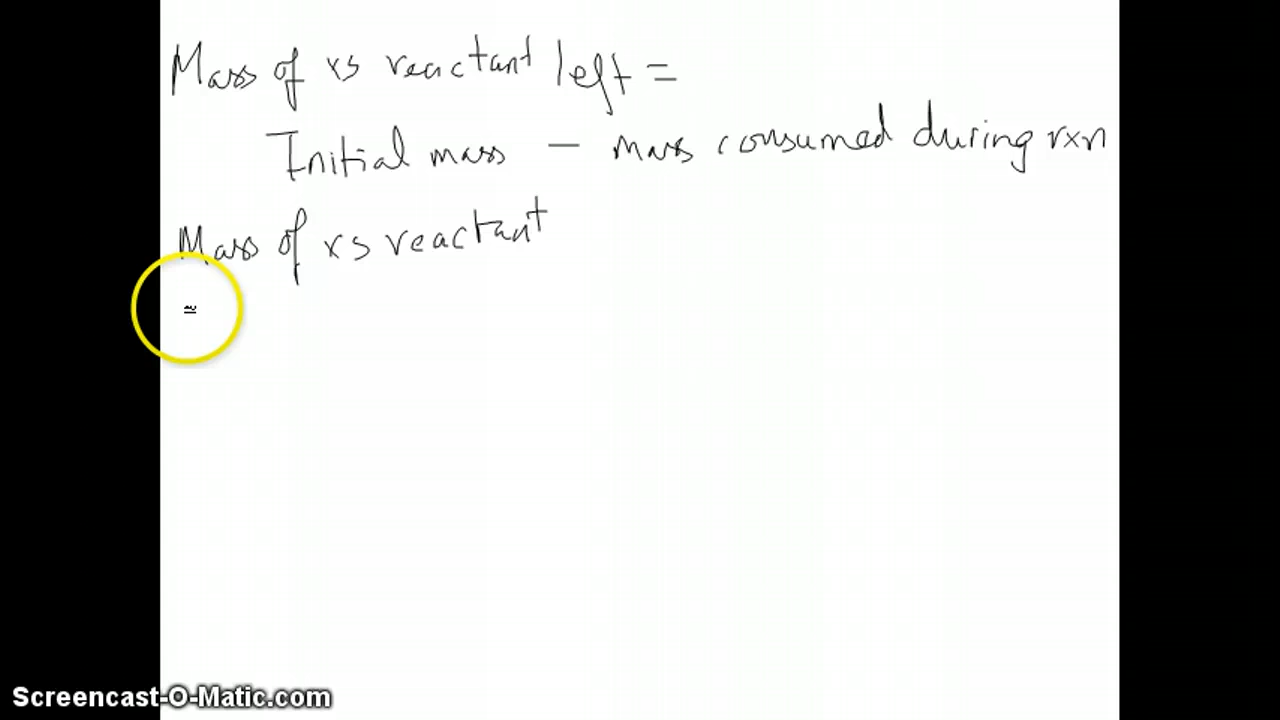 Mass of xs reactant left =
Initial mass — mass consumed during rxn
Mass of xs reactant
Screencast-O-Matic.com